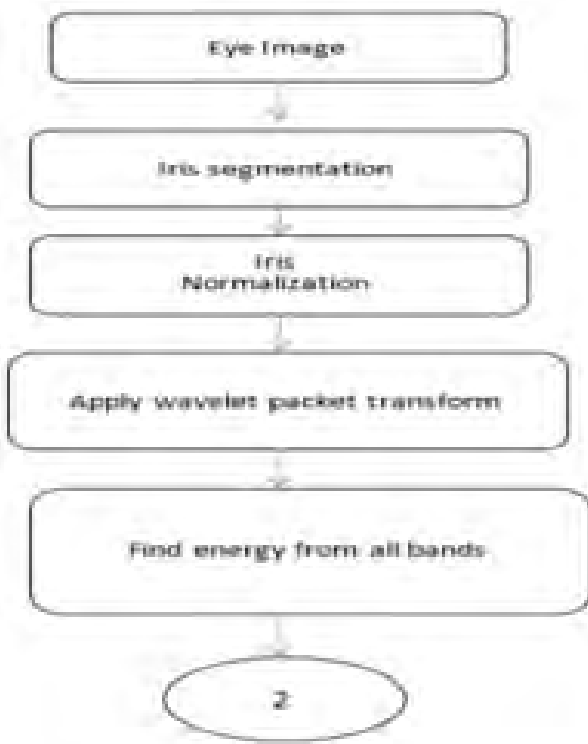 Eye Image
Iris segmentation
Iris
Normalization
Apply wavelet packet transform
Find energy from all bands
2